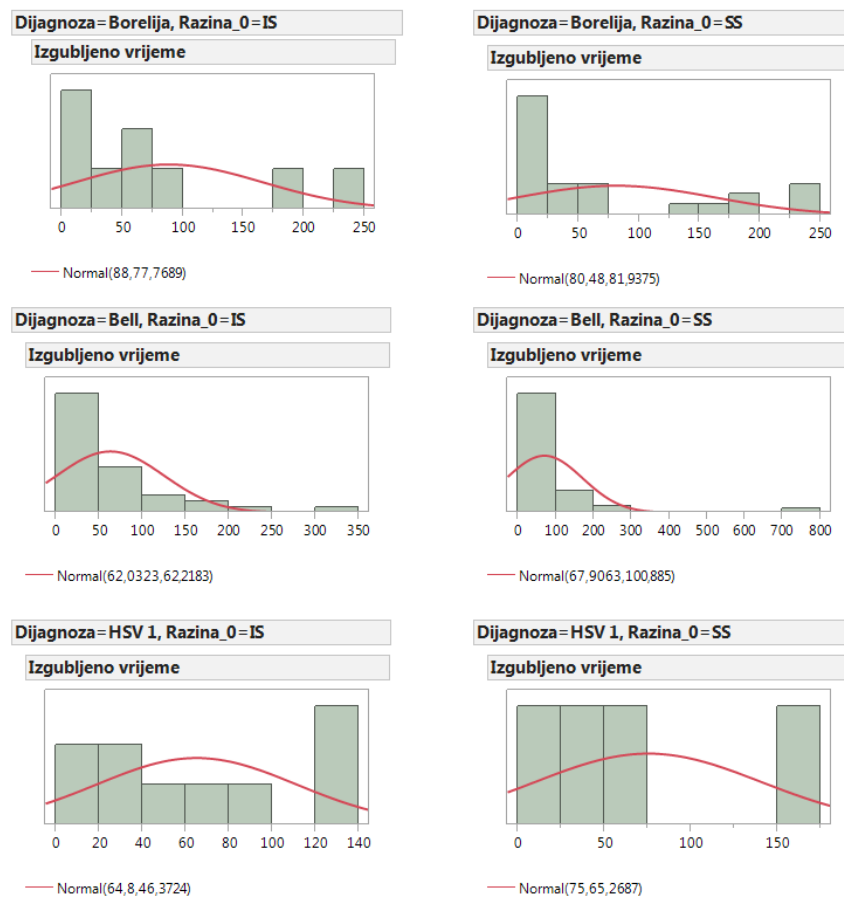 Dijagnoza=Borelija, Razina_0=IS
Izgubljeno vrijeme
0 50 100 150 200 250
Normal(88,77,7689)
Dijagnoza=Borelija, Razina_0=SS
Izgubljeno vrijeme
0 50 100 150 200 250
Normal(80,48,81,9375)
Dijagnoza=Bell, Razina_0=IS
Izgubljeno vrijeme
0 50 100 150 200 250 300 350
Normal(62,0323,62,2183)
Dijagnoza=Bell, Razina_0=SS
Izgubljeno vrijeme
0 100 200 300 400 500 600 700 800
Normal(67,9063,100,885)
Dijagnoza=HSV 1, Razina_0=IS
Izgubljeno vrijeme
0 20 40 60 80 100 120 140
Normal(64,8,46,3724)
Dijagnoza=HSV 1, Razina_0=SS
Izgubljeno vrijeme
0 50 100 150
Normal(75,65,2687)